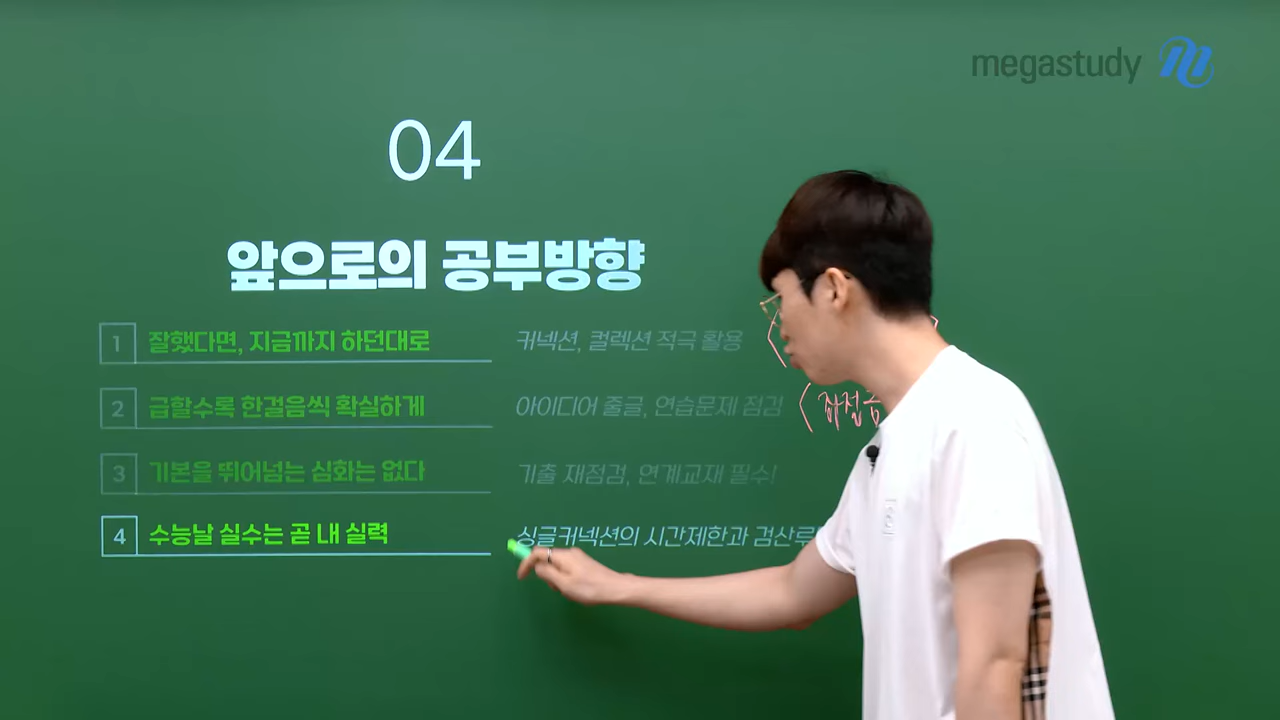 megastudy
04
앞으로의 공부방향
1 잘했다면, 지금까지 하던대로 커넥션, 컬렉션 적극 활용
2 급할수록 한걸음씩 확실하게 아이디어 줄글, 연습문제 점검
3 기본을 뛰어넘는 심화는 없다 기출 재점검, 연계교재 필수!
4 수능날 실수는 곧 내 실력 싱글커넥션의 시간제한과